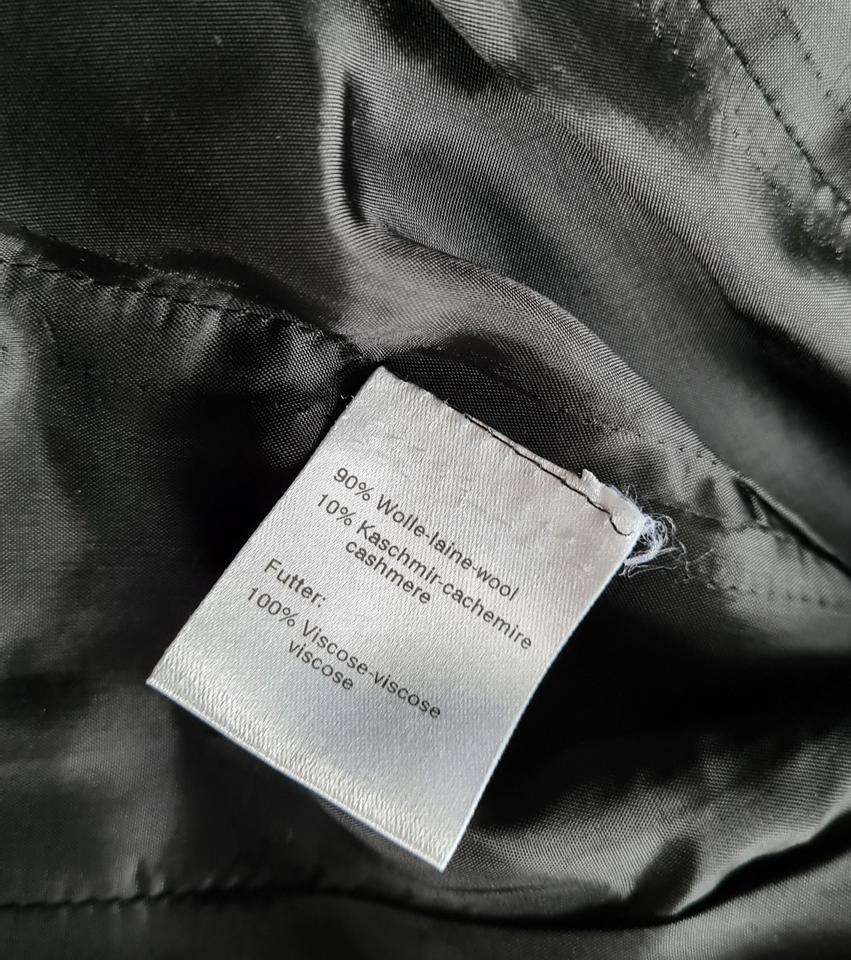 90% Wolle-laine-wool
10% Kaschmir-cachemire
cashmere
Futter:
100% Viscose-viscose
viscose